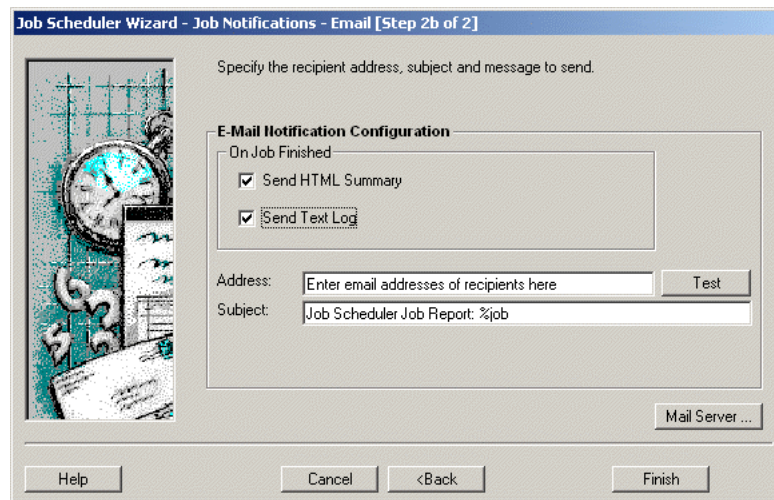 Job Scheduler Wizard - Job Notifications - Email [Step 2b of 2]
Specify the recipient address, subject and message to send.
E-Mail Notification Configuration
On Job Finished
Send HTML Summary
Send Text Log
Address: Enter email addresses of recipients here Test
Subject: Job Scheduler Job Report: %job
Mail Server ...
Help Cancel <Back Finish